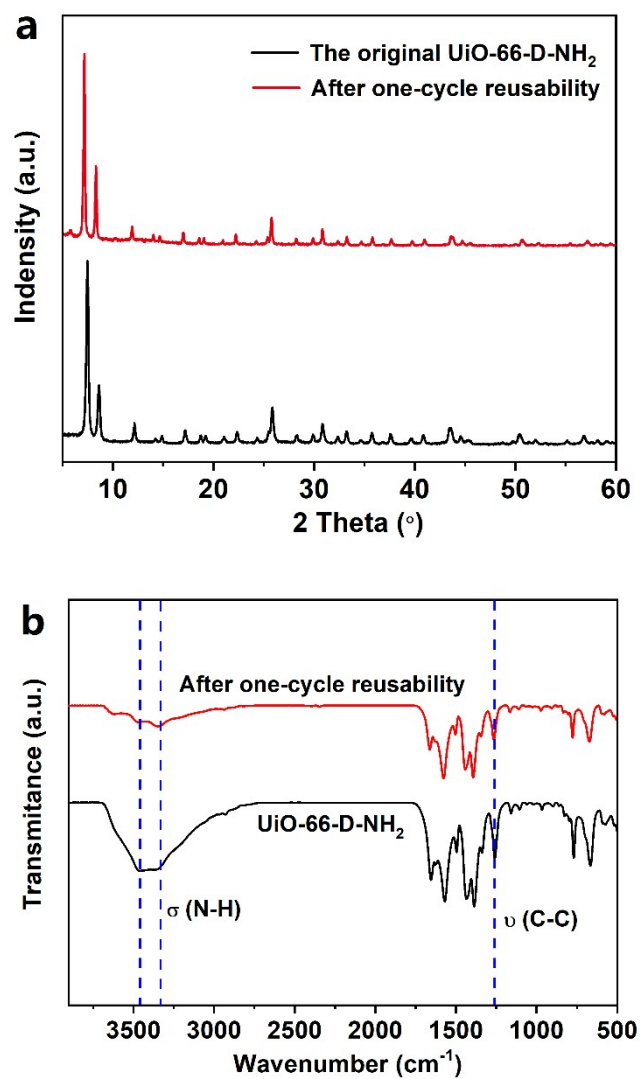 a
The original UiO-66-D-NH₂
After one-cycle reusability
Indensity (a.u.)
10 20 30 40 50 60
2 Theta (°)
b
After one-cycle reusability
UiO-66-D-NH₂
σ (N-H)
υ (C-C)
Transmitance (a.u.)
3500 3000 2500 2000 1500 1000 500
Wavenumber (cm⁻¹)